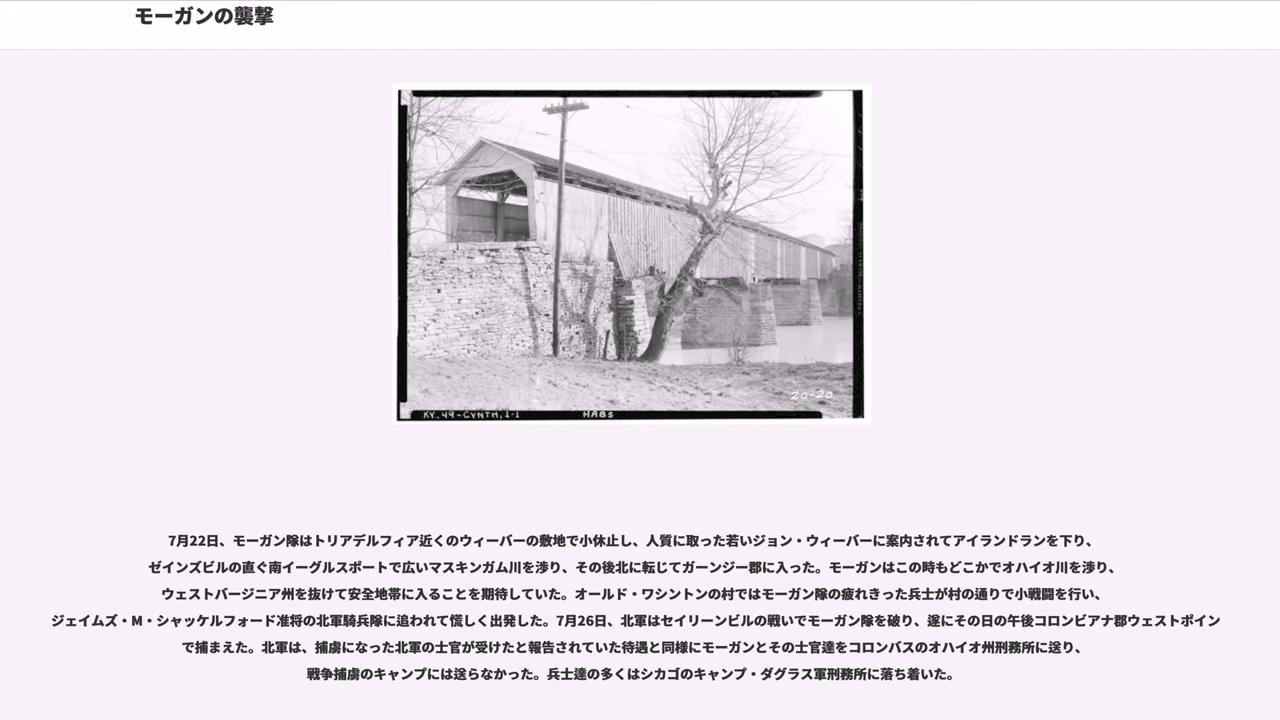 モーガンの襲撃
20-20
KY., 49-CYNTH, 1-1 HABS
7月22日、モーガン隊はトリアデルフィア近くのウィーバーの敷地で小休止し、人質に取った若いジョン・ウィーバーに案内されてアイランドランを下り、
ゼインズビルの直ぐ南イーグルスポートで広いマスキンガム川を渉り、その後北に転じてガーンジー郡に入った。モーガンはこの時もどこかでオハイオ川を渉り、
ウェストバージニア州を抜けて安全地帯に入ることを期待していた。オールド・ワシントンの村ではモーガン隊の疲れきった兵士が村の通りで小戦闘を行い、
ジェイムズ・M・シャッケルフォード准将の北軍騎兵隊に追われて慌しく出発した。7月26日、北軍はセイリーンビルの戦いでモーガン隊を破り、遂にその日の午後コロンビアナ郡ウェストポイン
で捕まえた。北軍は、捕虜になった北軍の士官が受けたと報告されていた待遇と同様にモーガンとその士官達をコロンバスのオハイオ州刑務所に送り、
戦争捕虜のキャンプには送らなかった。兵士達の多くはシカゴのキャンプ・ダグラス軍刑務所に落ち着いた。